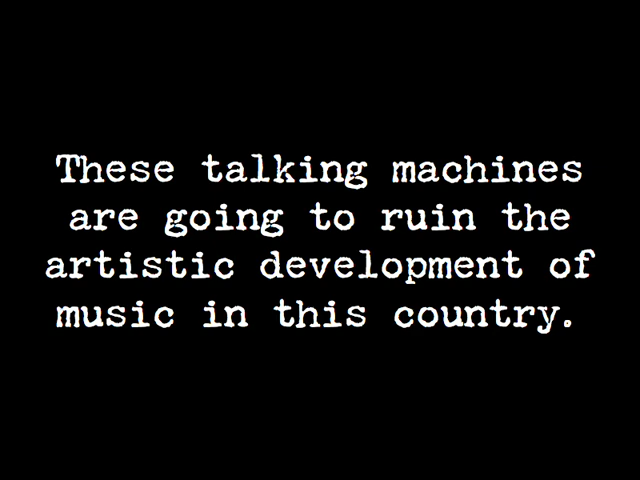 These talking machines
are going to ruin the
artistic development of
music in this country.